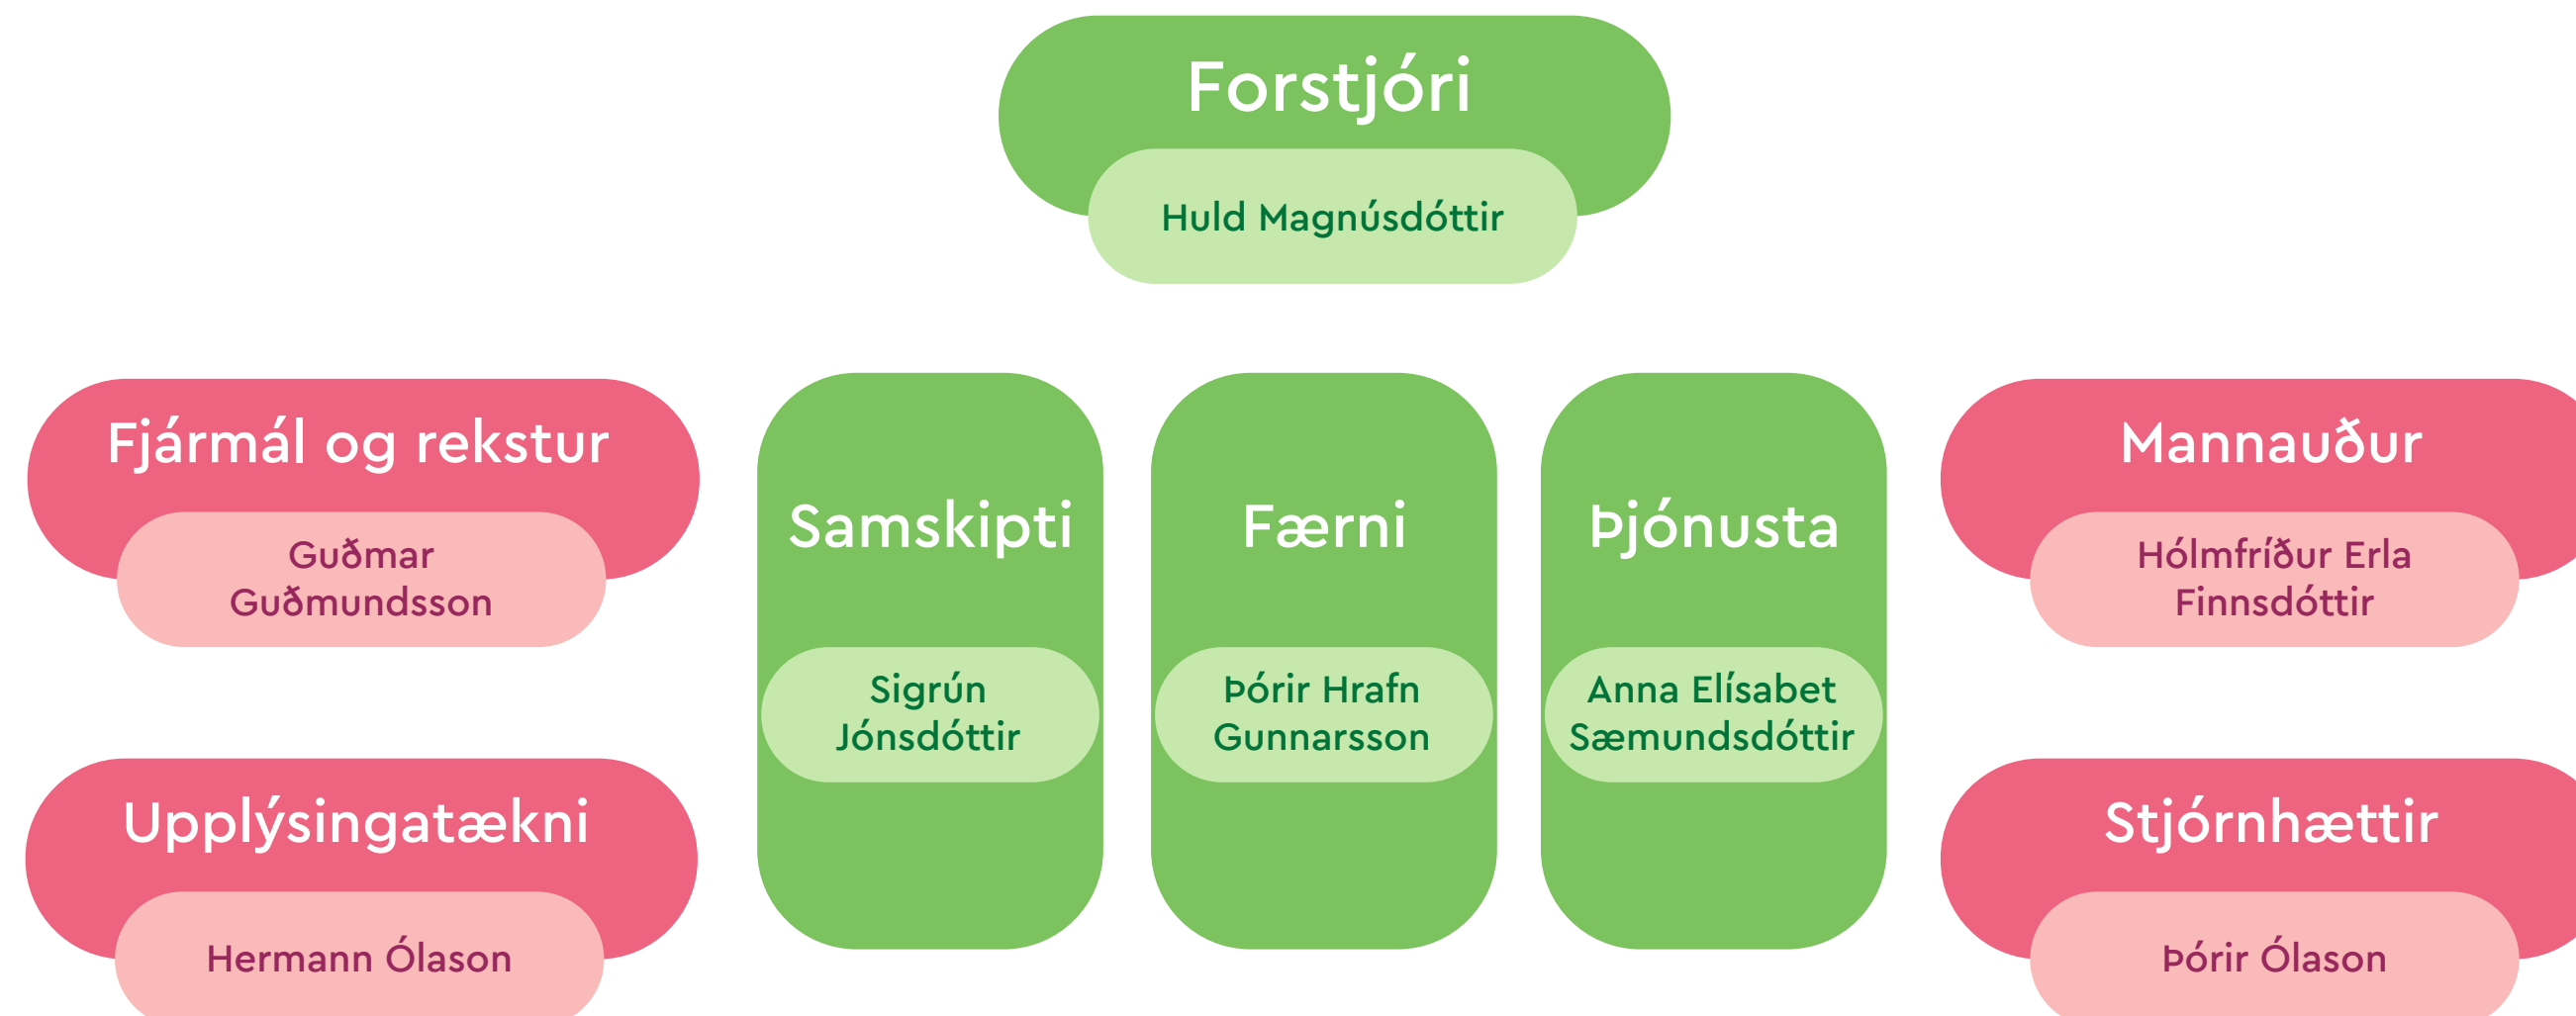 Forstjóri
Huld Magnúsdóttir
Fjármál og rekstur
Guðmar
Guðmundsson
Upplýsingatækni
Hermann Ólason
Samskipti
Sigrún
Jónsdóttir
Færni
Þórir Hrafn
Gunnarsson
Þjónusta
Anna Elísabet
Sæmundsdóttir
Mannauður
Hólmfríður Erla
Finnsdóttir
Stjórnhættir
Þórir Ólason